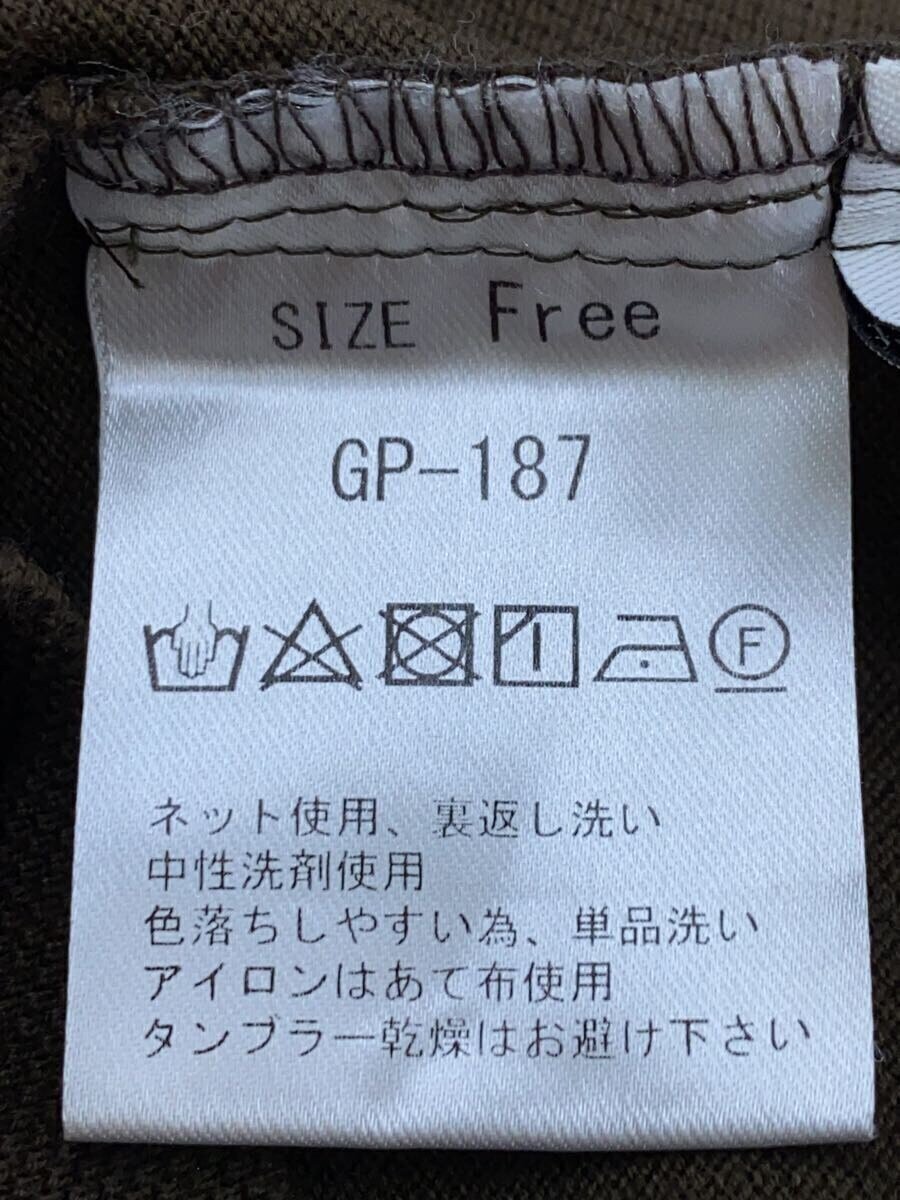 SIZE Free
GP-187
F
ネット使用、裏返し洗い
中性洗剤使用
色落ちしやすい為、単品洗い
アイロンはあて布使用
タンブラー乾燥はお避け下さい